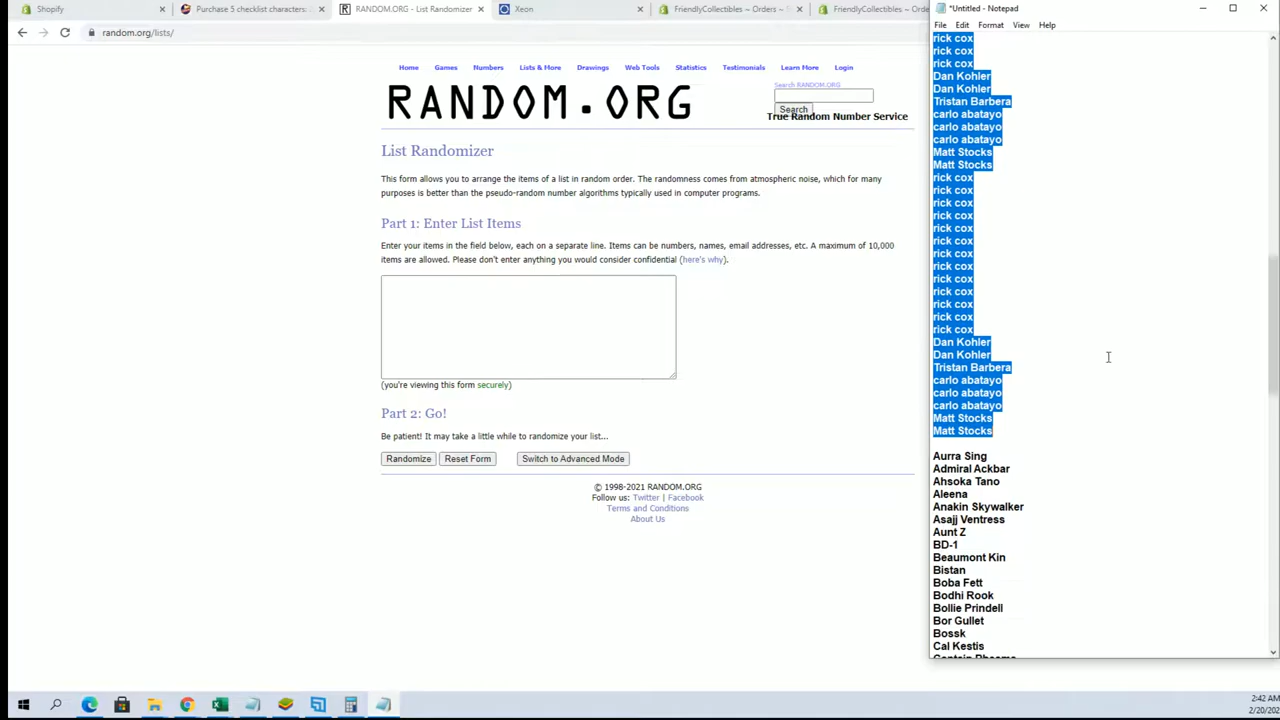 Shopify
Purchase 5 checklist characters:
RANDOM.ORG - List Randomizer
Xeon
FriendlyCollectibles ~ Orders ~ S
FriendlyCollectibles ~ Orde
random.org/lists/
Home Games Numbers Lists & More Drawings Web Tools Statistics Testimonials Learn More Login
RANDOM.ORG
Search RANDOM.ORG
Search
True Random Number Service
List Randomizer
This form allows you to arrange the items of a list in random order. The randomness comes from atmospheric noise, which for many
purposes is better than the pseudo-random number algorithms typically used in computer programs.
Part 1: Enter List Items
Enter your items in the field below, each on a separate line. Items can be numbers, names, email addresses, etc. A maximum of 10,000
items are allowed. Please don't enter anything you would consider confidential (here's why).
(you're viewing this form securely)
Part 2: Go!
Be patient! It may take a little while to randomize your list...
Randomize Reset Form Switch to Advanced Mode
© 1998-2021 RANDOM.ORG
Follow us: Twitter | Facebook
Terms and Conditions
About Us
*Untitled - Notepad
File Edit Format View Help
rick cox
rick cox
rick cox
Dan Kohler
Dan Kohler
Tristan Barbera
carlo abatayo
carlo abatayo
carlo abatayo
Matt Stocks
Matt Stocks
rick cox
rick cox
rick cox
rick cox
rick cox
rick cox
rick cox
rick cox
rick cox
rick cox
rick cox
rick cox
rick cox
Dan Kohler
Dan Kohler
Tristan Barbera
carlo abatayo
carlo abatayo
carlo abatayo
Matt Stocks
Matt Stocks
Aurra Sing
Admiral Ackbar
Ahsoka Tano
Aleena
Anakin Skywalker
Asajj Ventress
Aunt Z
BD-1
Beaumont Kin
Bistan
Boba Fett
Bodhi Rook
Bollie Prindell
Bor Gullet
Bossk
Cal Kestis
2:42 AM
2/20/202